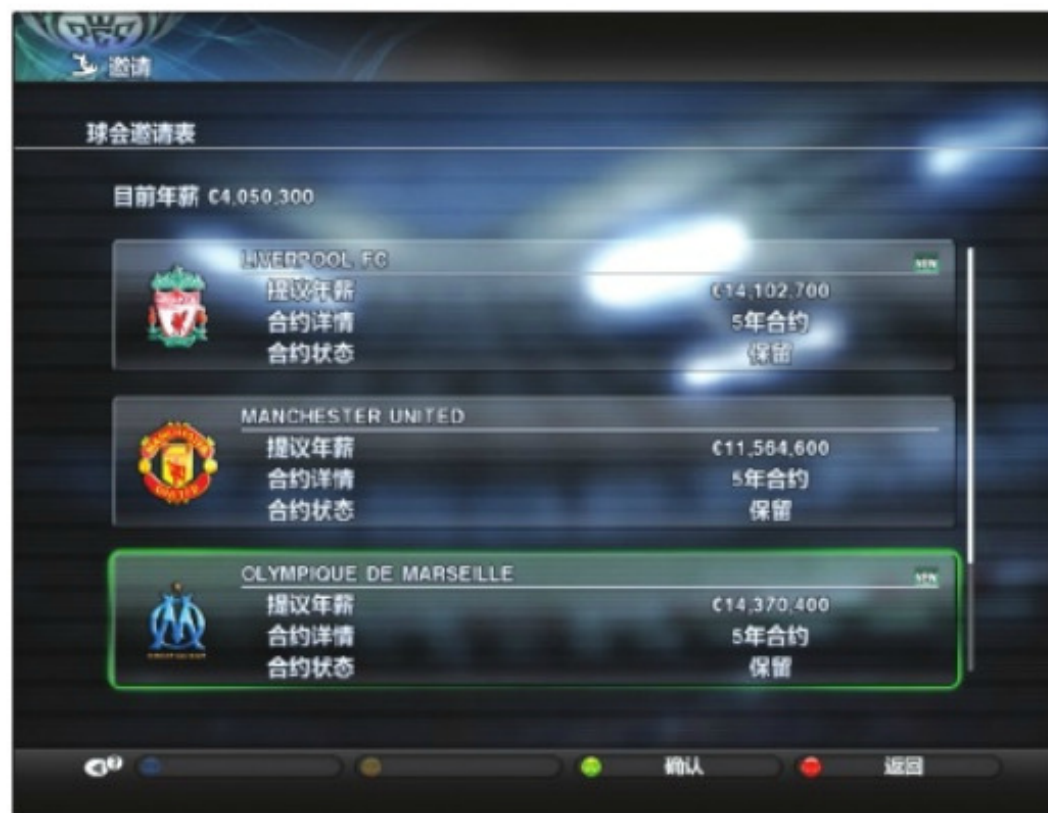 PES
邀请
球会邀请表
目前年薪 €4,050,300
LIVERPOOL FC
NEW
提议年薪 €14,102,700
合约详情 5年合约
合约状态 保留
MANCHESTER UNITED
提议年薪 €11,564,600
合约详情 5年合约
合约状态 保留
OLYMPIQUE DE MARSEILLE
NEW
提议年薪 €14,370,400
合约详情 5年合约
合约状态 保留
确认 返回